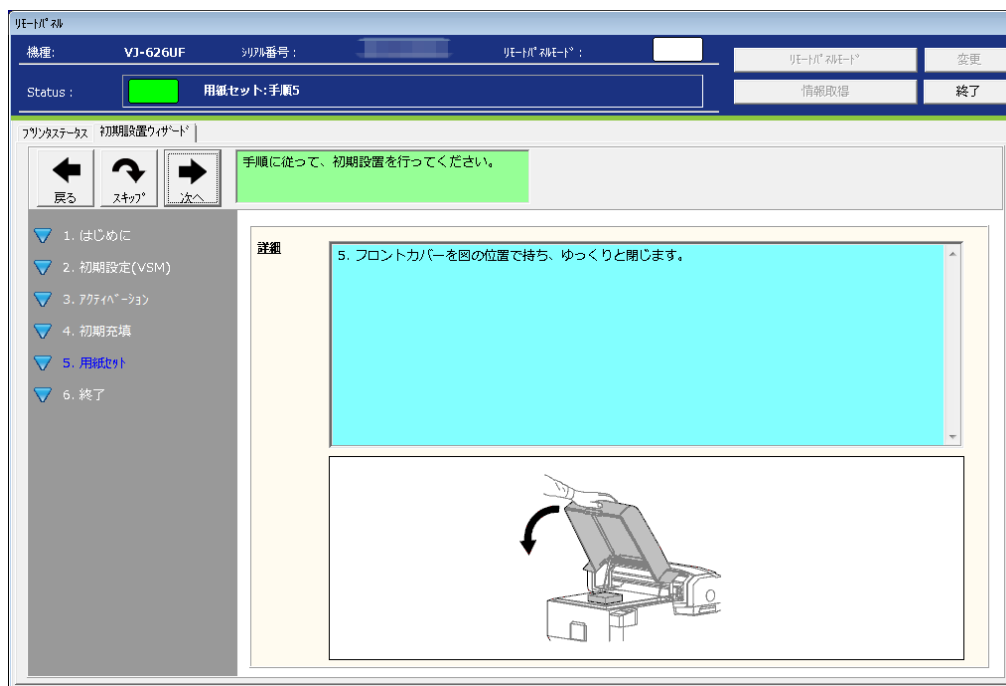 リモートパネル
機種: VJ-626UF シリアル番号: リモートパネルモード: リモートパネルモード 変更
Status : 用紙セット:手順5 情報取得 終了
プリンタステータス 初期設置ウィザード
戻る スキップ 次へ
手順に従って、初期設置を行ってください。
1. はじめに
2. 初期設定(VSM)
3. アクティベーション
4. 初期充填
5. 用紙セット
6. 終了
詳細
5. フロントカバーを図の位置で持ち、ゆっくりと閉じます。